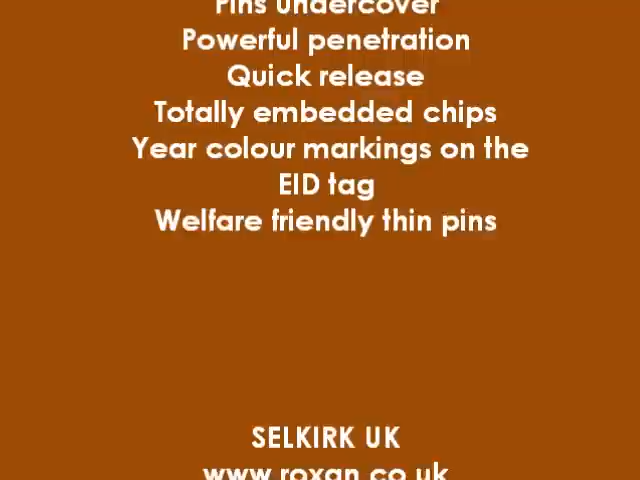 Pins undercover
Powerful penetration
Quick release
Totally embedded chips
Year colour markings on the
EID tag
Welfare friendly thin pins
SELKIRK UK
www.roxan.co.uk